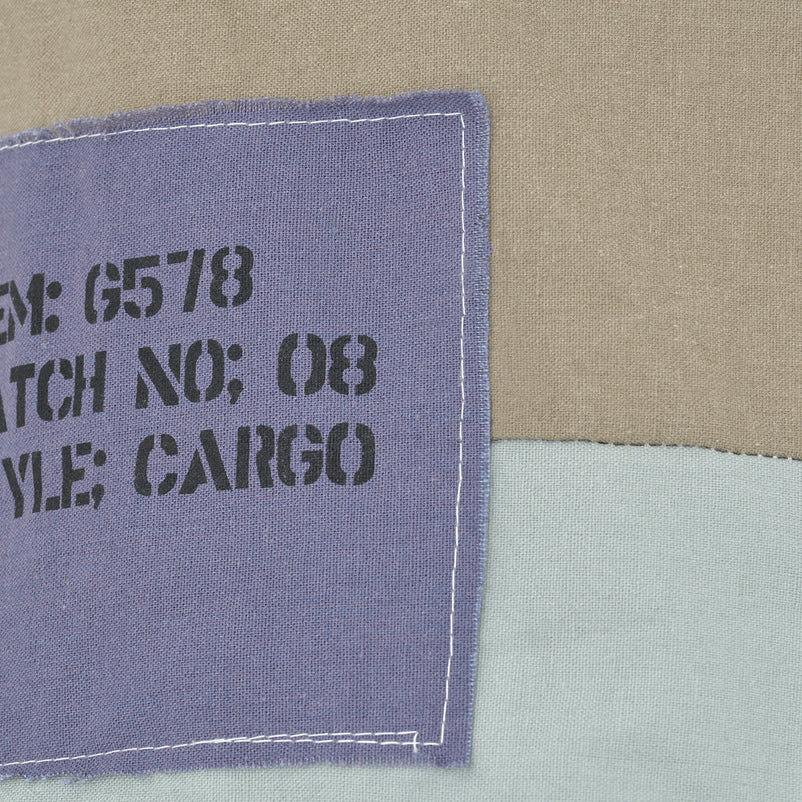 EM: G578
ATCH NO; 08
YLE; CARGO